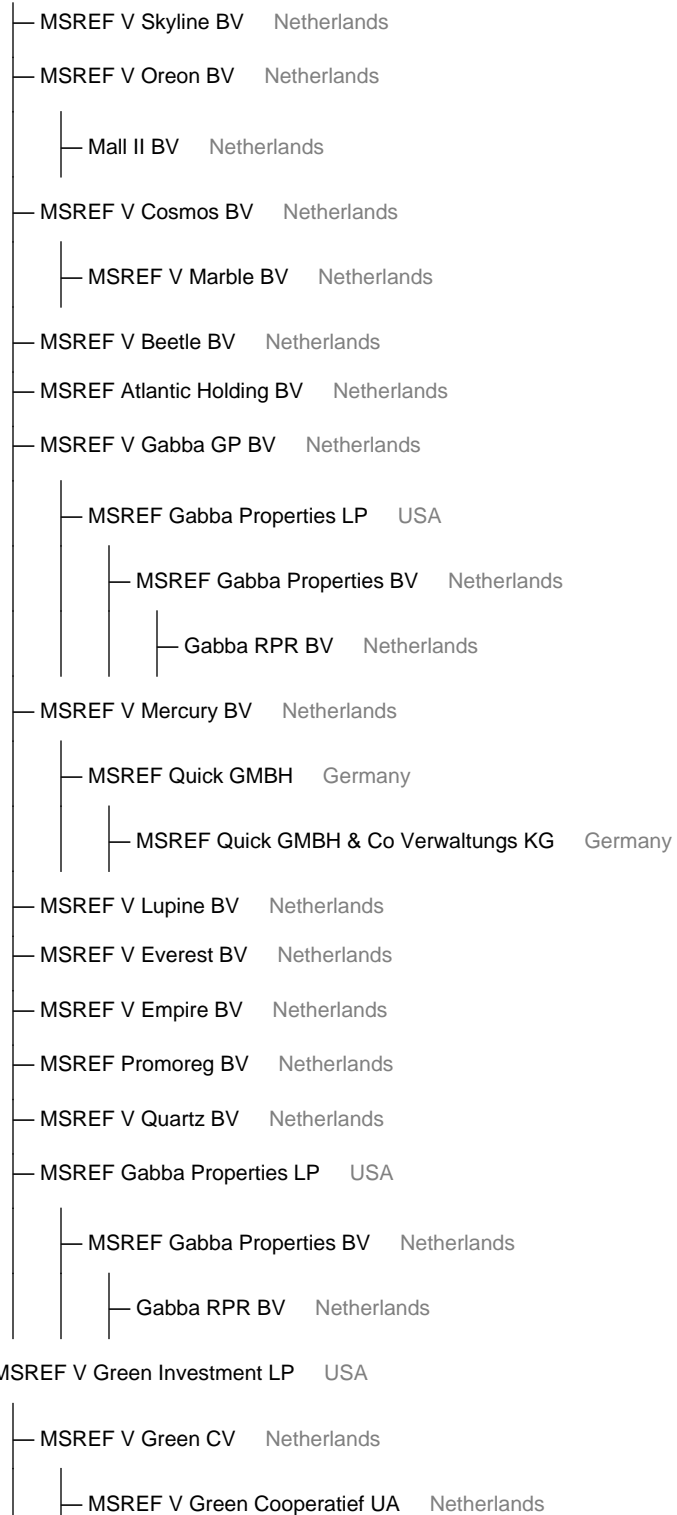 MSREF V Skyline BV Netherlands
MSREF V Oreon BV Netherlands
Mall II BV Netherlands
MSREF V Cosmos BV Netherlands
MSREF V Marble BV Netherlands
MSREF V Beetle BV Netherlands
MSREF Atlantic Holding BV Netherlands
MSREF V Gabba GP BV Netherlands
MSREF Gabba Properties LP USA
MSREF Gabba Properties BV Netherlands
Gabba RPR BV Netherlands
MSREF V Mercury BV Netherlands
MSREF Quick GMBH Germany
MSREF Quick GMBH & Co Verwaltungs KG Germany
MSREF V Lupine BV Netherlands
MSREF V Everest BV Netherlands
MSREF V Empire BV Netherlands
MSREF Promoreg BV Netherlands
MSREF V Quartz BV Netherlands
MSREF Gabba Properties LP USA
MSREF Gabba Properties BV Netherlands
Gabba RPR BV Netherlands
MSREF V Green Investment LP USA
MSREF V Green CV Netherlands
MSREF V Green Cooperatief UA Netherlands